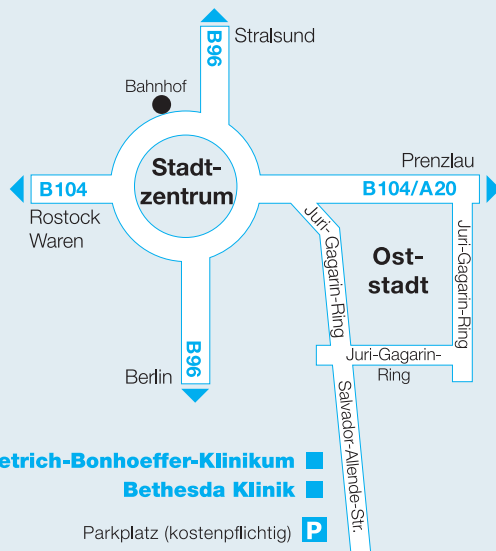 B96
Stralsund
Bahnhof
Stadt-
zentrum
B104
Rostock
Waren
Prenzlau
B104/A20
Juri-Gagarin-Ring
Ost-
stadt
Juri-Gagarin-Ring
Juri-Gagarin-
Ring
Berlin
B96
Salvador-Allende-Str.
etrich-Bonhoeffer-Klinikum
Bethesda Klinik
Parkplatz (kostenpflichtig) P